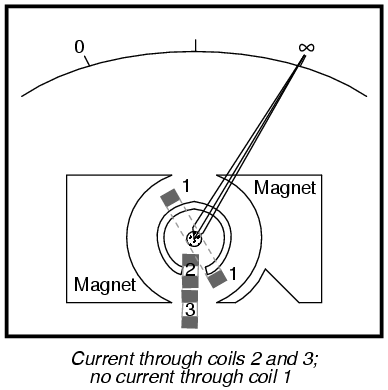 0
∞
1
Magnet
2
1
Magnet
3
Current through coils 2 and 3;
no current through coil 1